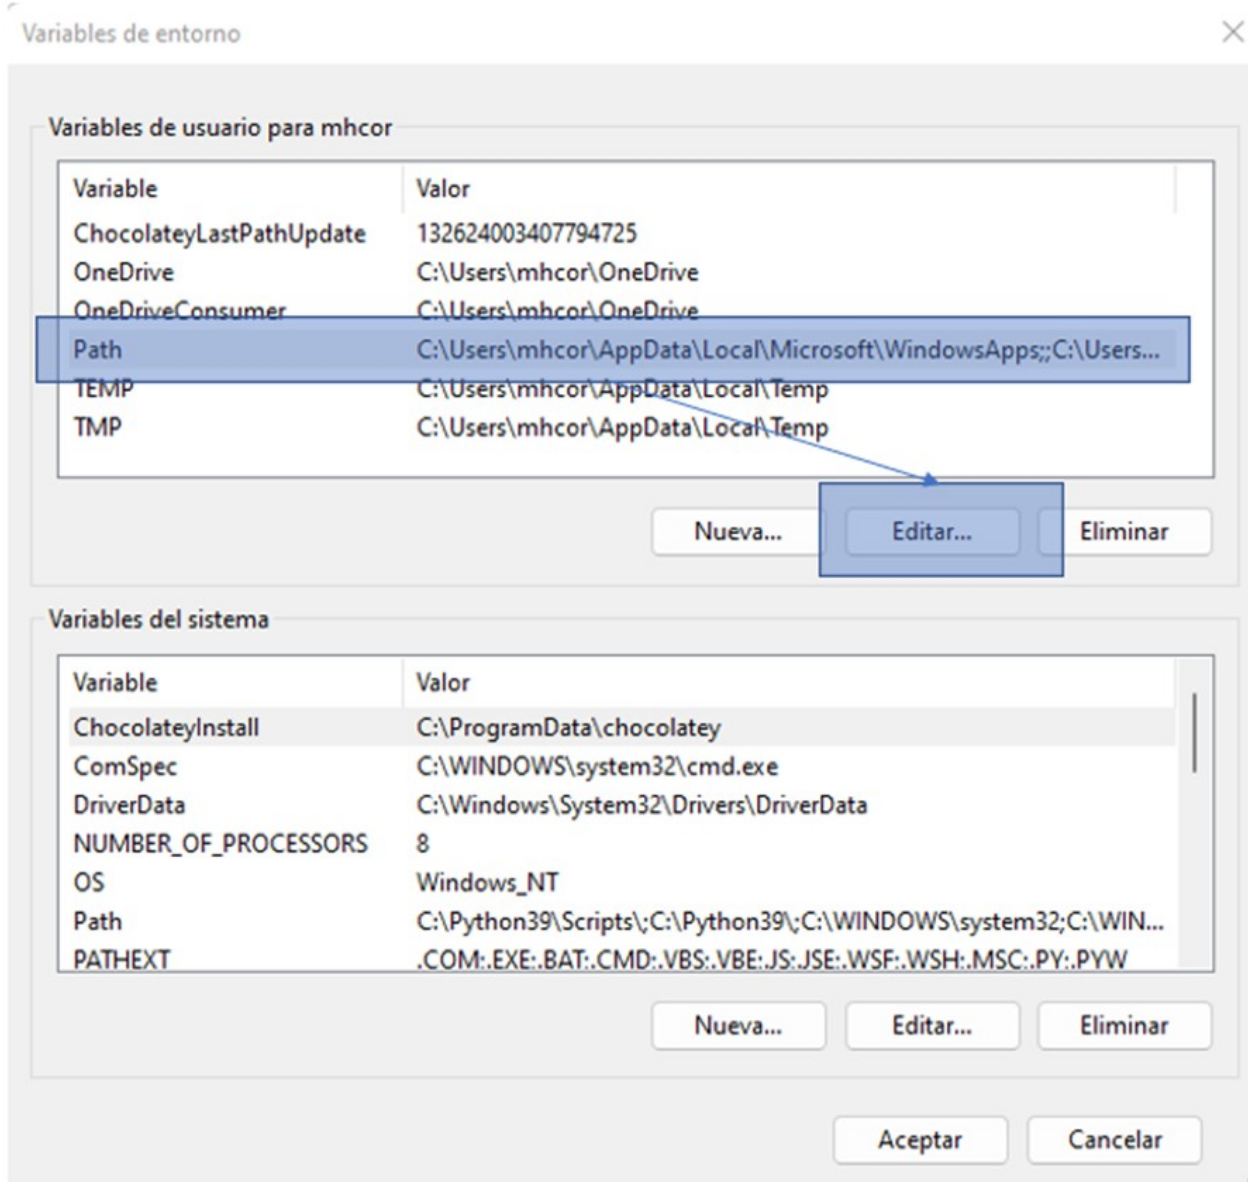 Variables de entorno
Variables de usuario para mhcor
Variable Valor
ChocolateyLastPathUpdate 132624003407794725
OneDrive C:\Users\mhcor\OneDrive
OneDriveConsumer C:\Users\mhcor\OneDrive
Path C:\Users\mhcor\AppData\Local\Microsoft\WindowsApps;;C:\Users...
TEMP C:\Users\mhcor\AppData\Local\Temp
TMP C:\Users\mhcor\AppData\Local\Temp
Nueva... Editar... Eliminar
Variables del sistema
Variable Valor
ChocolateyInstall C:\ProgramData\chocolatey
ComSpec C:\WINDOWS\system32\cmd.exe
DriverData C:\Windows\System32\Drivers\DriverData
NUMBER_OF_PROCESSORS 8
OS Windows_NT
Path C:\Python39\Scripts\;C:\Python39\;C:\WINDOWS\system32;C:\WIN...
PATHEXT .COM;.EXE;.BAT;.CMD;.VBS;.VBE;.JS;.JSE;.WSF;.WSH;.MSC;.PY;.PYW
Nueva... Editar... Eliminar
Aceptar Cancelar